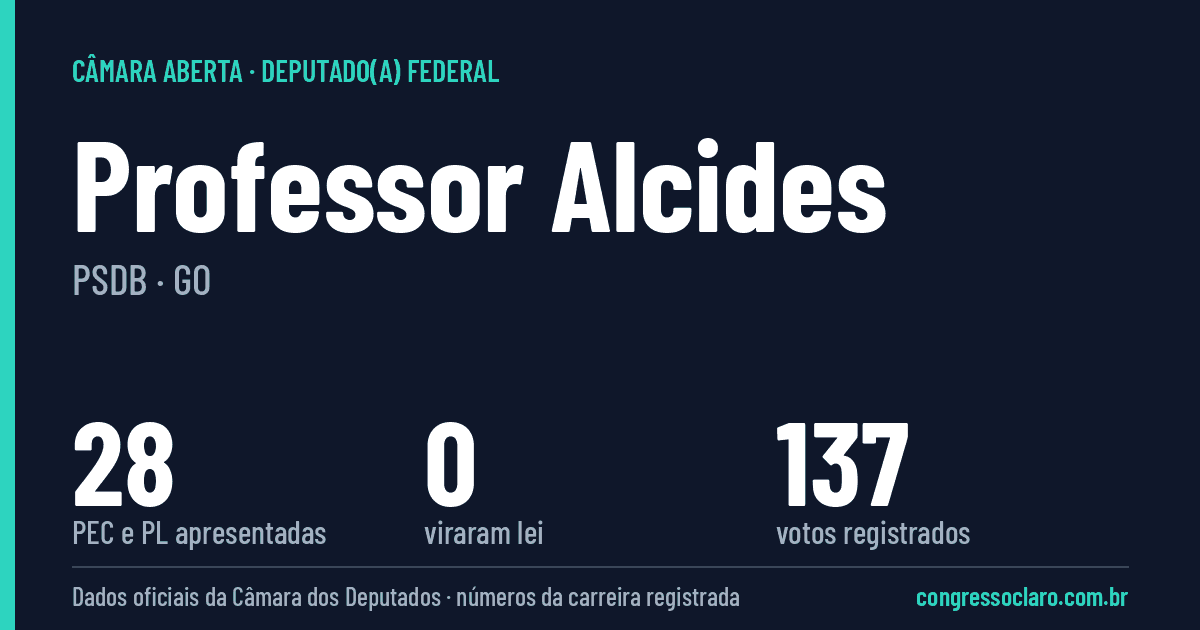 CÂMARA ABERTA · DEPUTADO(A) FEDERAL
Professor Alcides
PSDB · GO
28 0 137
PEC e PL apresentadas viraram lei votos registrados
Dados oficiais da Câmara dos Deputados · números da carreira registrada congressoclaro.com.br